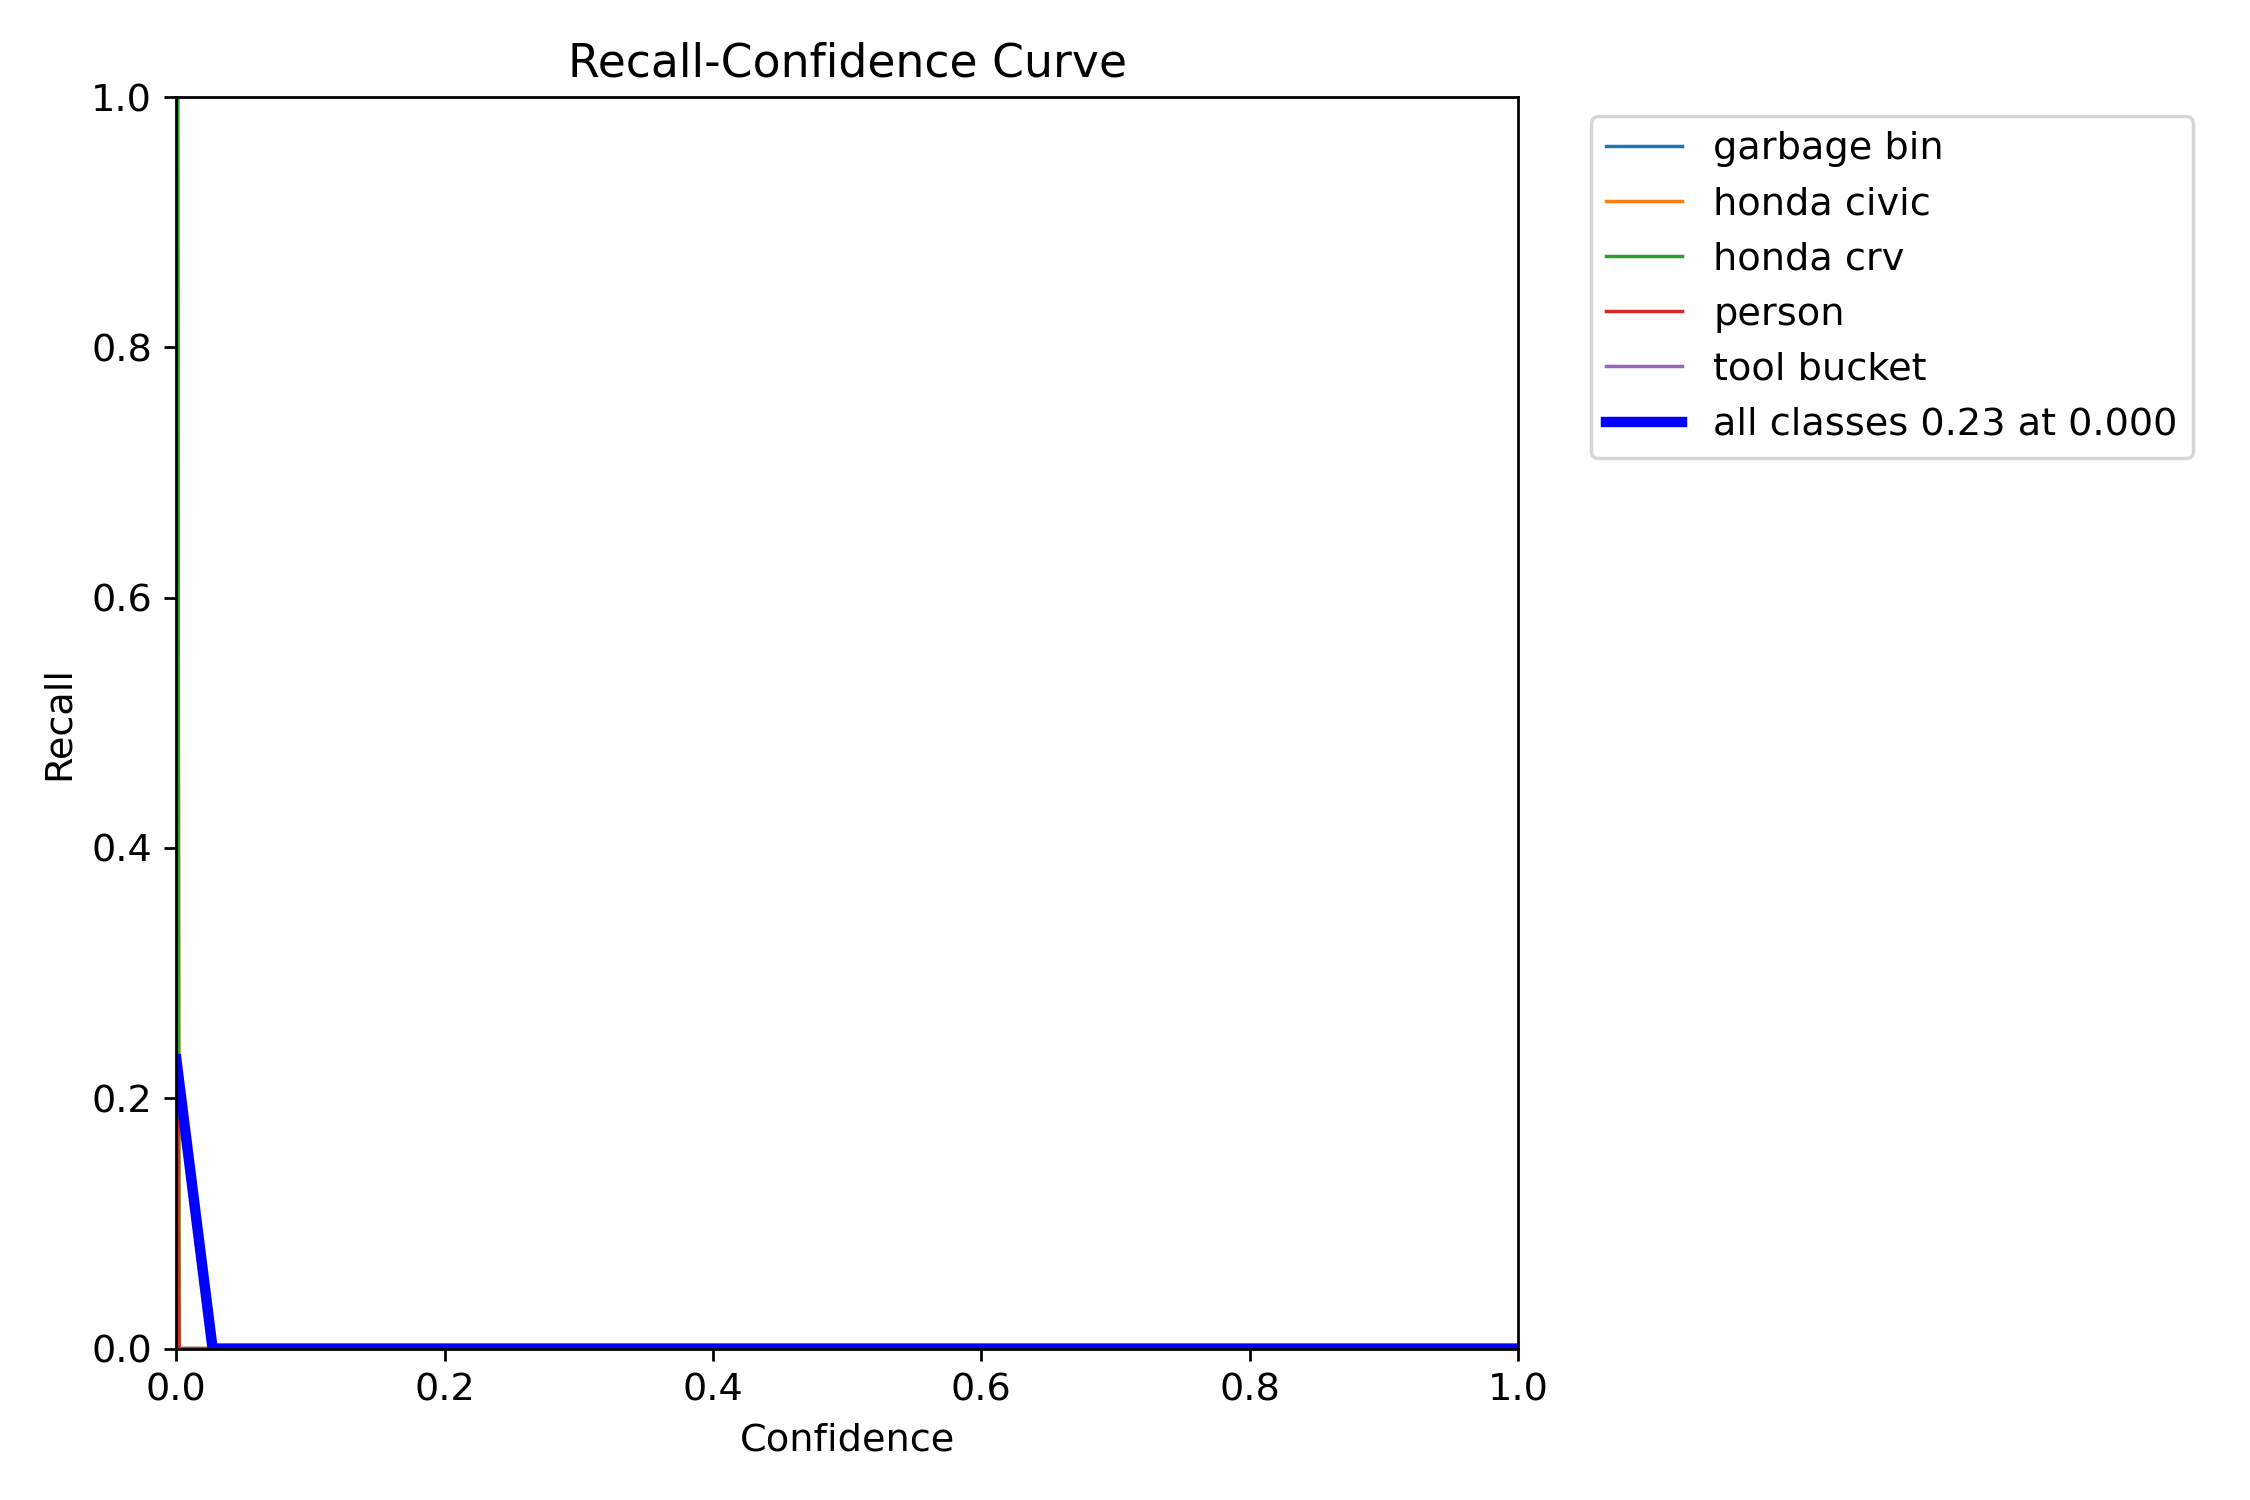 Recall-Confidence Curve
1.0
0.8
0.6
0.4
0.2
0.0
Recall
0.0 0.2 0.4 0.6 0.8 1.0
Confidence
garbage bin
honda civic
honda crv
person
tool bucket
all classes 0.23 at 0.000